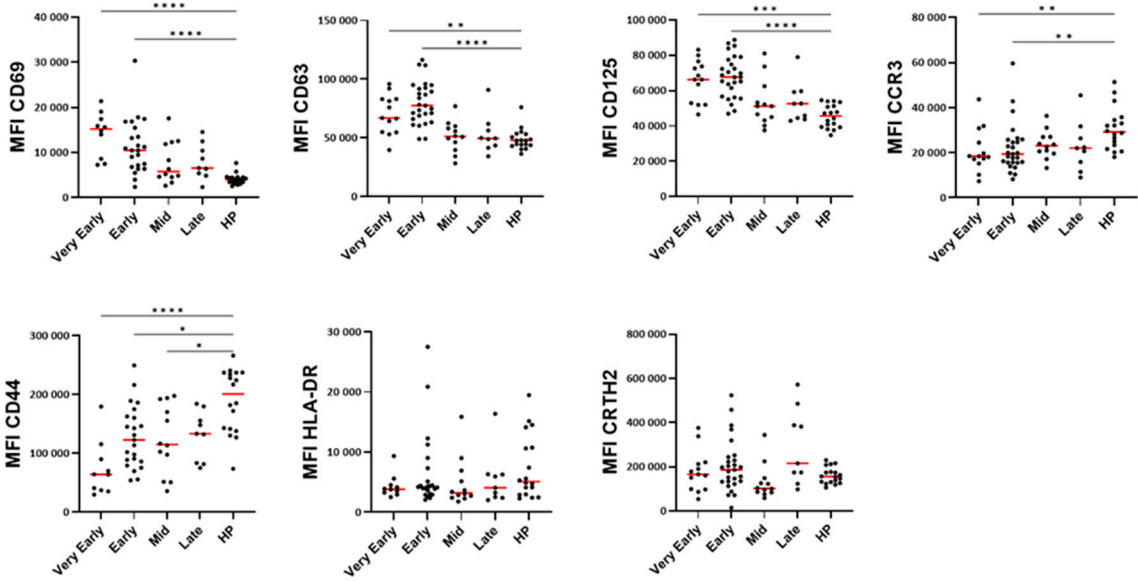 MFI CD69
40 000
30 000
20 000
10 000
0
****
****
Very Early
Early
Mid
Late
HP
MFI CD63
150 000
100 000
50 000
0
**
****
Very Early
Early
Mid
Late
HP
MFI CD125
100 000
80 000
60 000
40 000
20 000
0
***
****
Very Early
Early
Mid
Late
HP
MFI CCR3
80 000
60 000
40 000
20 000
0
**
**
Very Early
Early
Mid
Late
HP
MFI CD44
300 000
200 000
100 000
0
****
*
*
Very Early
Early
Mid
Late
HP
MFI HLA-DR
30 000
20 000
10 000
0
Very Early
Early
Mid
Late
HP
MFI CRTH2
800 000
600 000
400 000
200 000
0
Very Early
Early
Mid
Late
HP